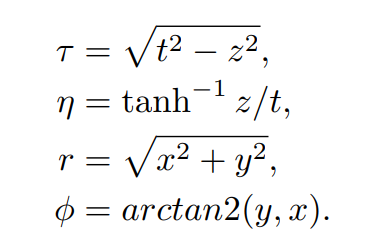 τ = √(t² − z²),
η = tanh⁻¹ z/t,
r = √(x² + y²),
ϕ = arctan2(y, x).